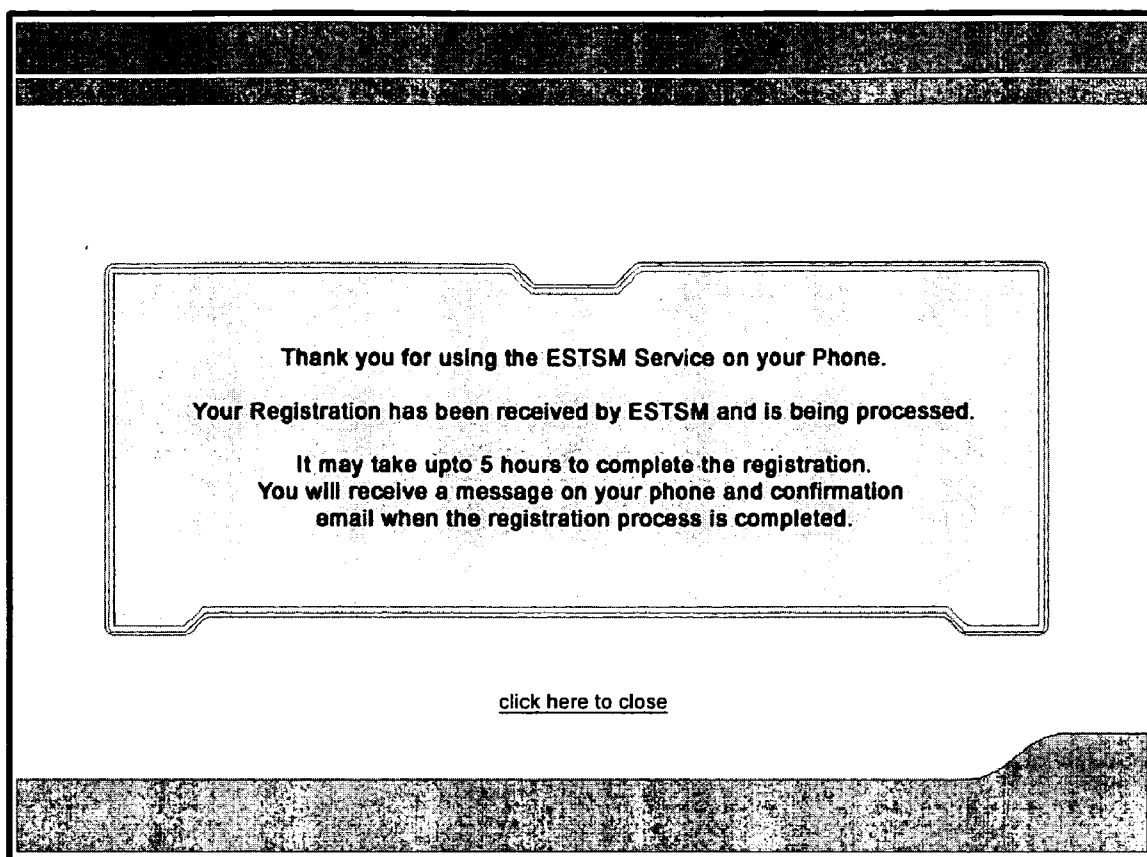 Thank you for using the ESTSM Service on your Phone.
Your Registration has been received by ESTSM and is being processed.
It may take upto 5 hours to complete the registration.
You will receive a message on your phone and confirmation
email when the registration process is completed.
click here to close